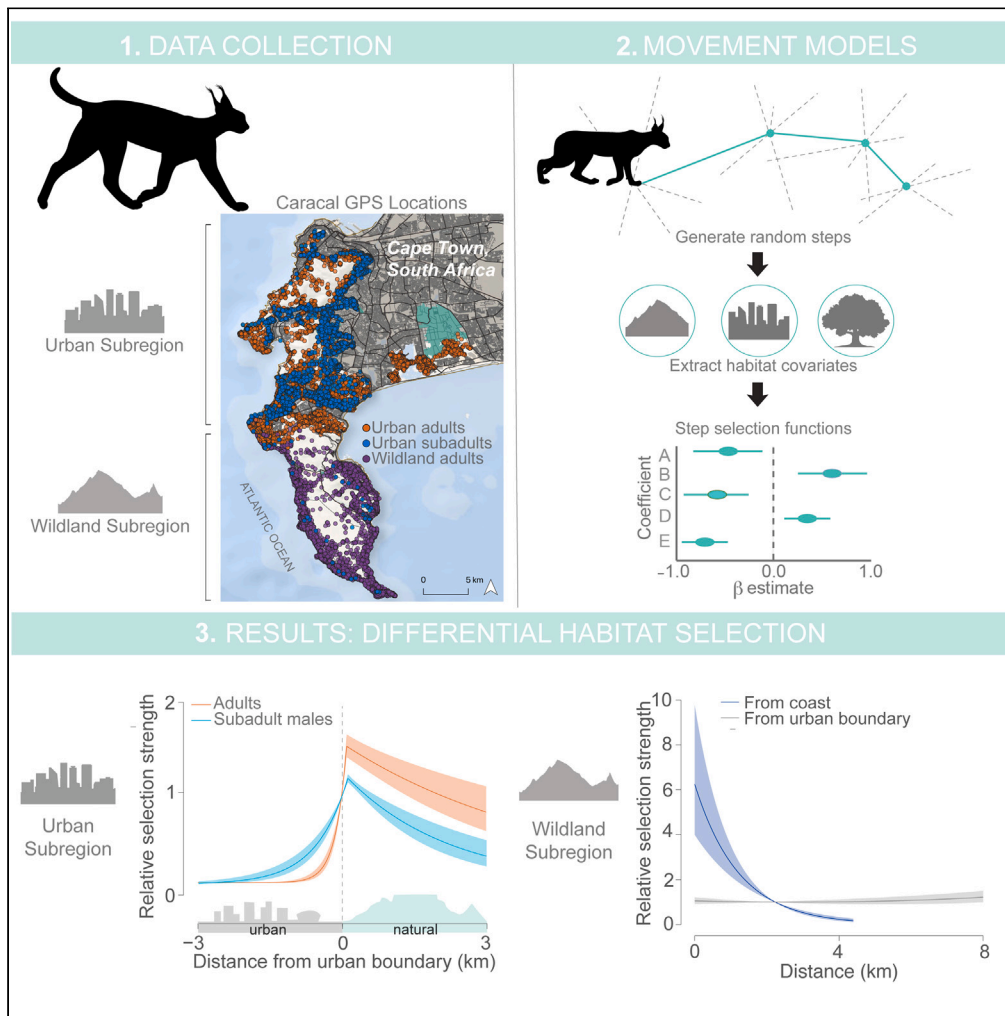 1. DATA COLLECTION
Caracal GPS Locations
Cape Town,
South Africa
Urban Subregion
Urban adults
Urban subadults
Wildland adults
Wildland Subregion
ATLANTIC OCEAN
0 5 km
2. MOVEMENT MODELS
Generate random steps
Extract habitat covariates
Step selection functions
Coefficient
A
B
C
D
E
-1.0 0.0 1.0
β estimate
3. RESULTS: DIFFERENTIAL HABITAT SELECTION
Urban
Subregion
Relative selection strength
2
1
0
Adults
Subadult males
urban natural
−3 0 3
Distance from urban boundary (km)
Wildland
Subregion
Relative selection strength
10
8
6
4
2
0
From coast
From urban boundary
0 4 8
Distance (km)